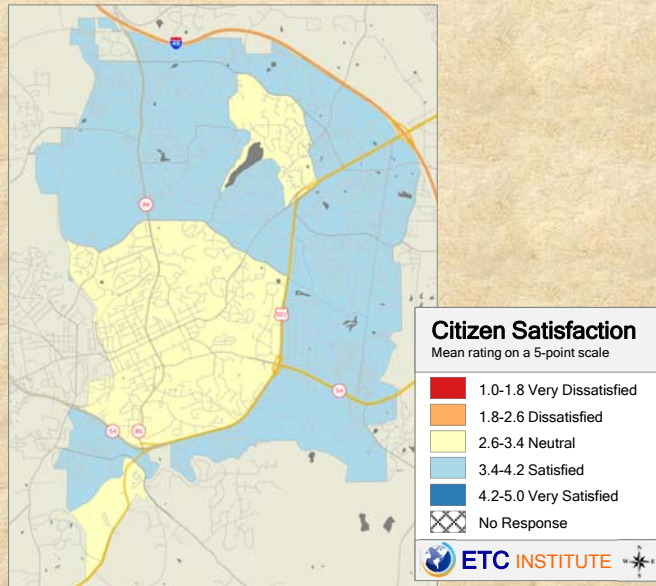 40
86
501
54
54
86
Citizen Satisfaction
Mean rating on a 5-point scale
1.0-1.8 Very Dissatisfied
1.8-2.6 Dissatisfied
2.6-3.4 Neutral
3.4-4.2 Satisfied
4.2-5.0 Very Satisfied
No Response
ETC INSTITUTE
N
W E
S